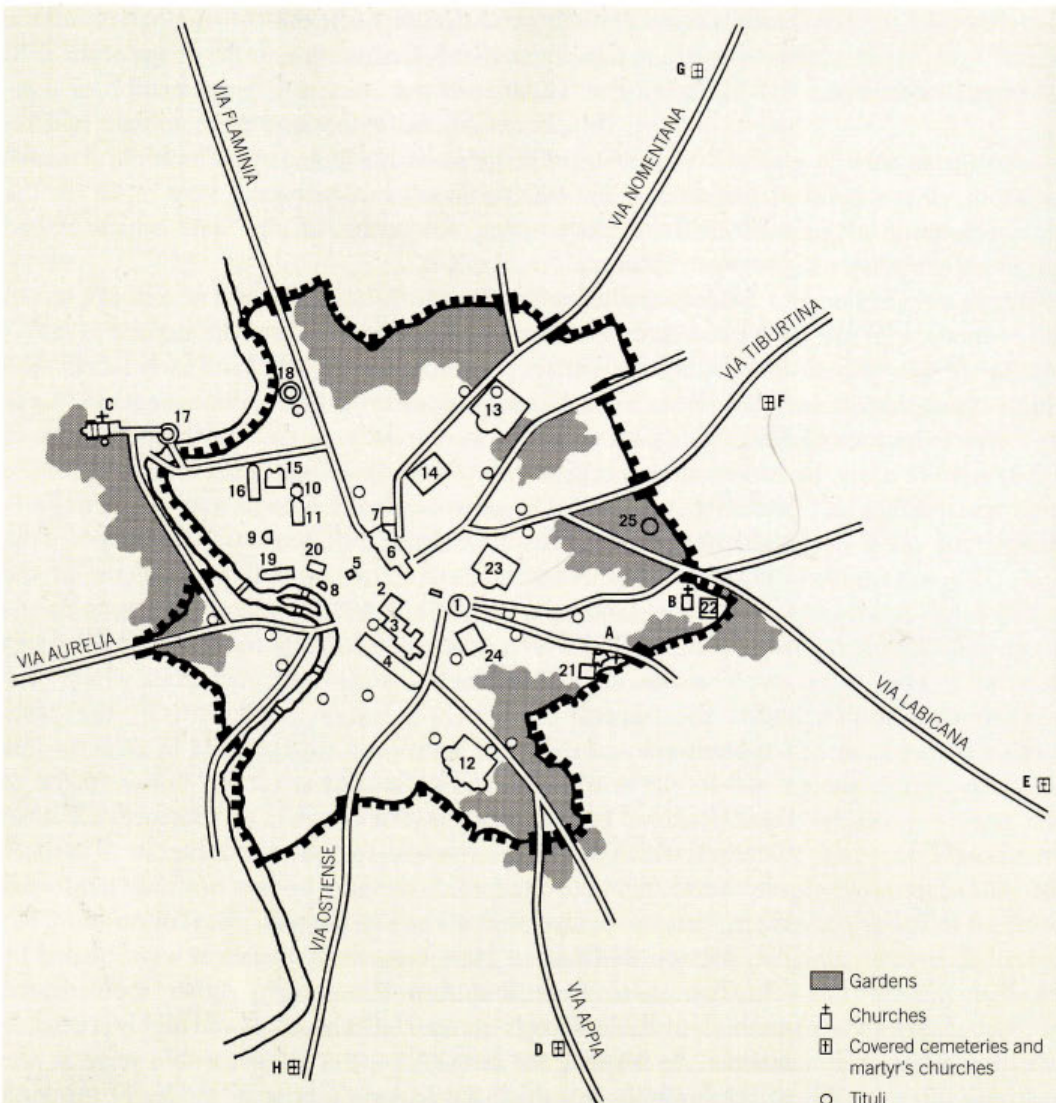 G
VIA FLAMINIA
VIA NOMENTANA
VIA TIBURTINA
18
C
17
13
F
15
14
16
10
11
7
25
9
6
20
5
23
19
8
2
1
B
22
3
A
VIA AURELIA
4
24
21
VIA LABICANA
12
E
VIA OSTIENSE
VIA APPIA
D
H
Gardens
Churches
Covered cemeteries and
martyr's churches
Tituli